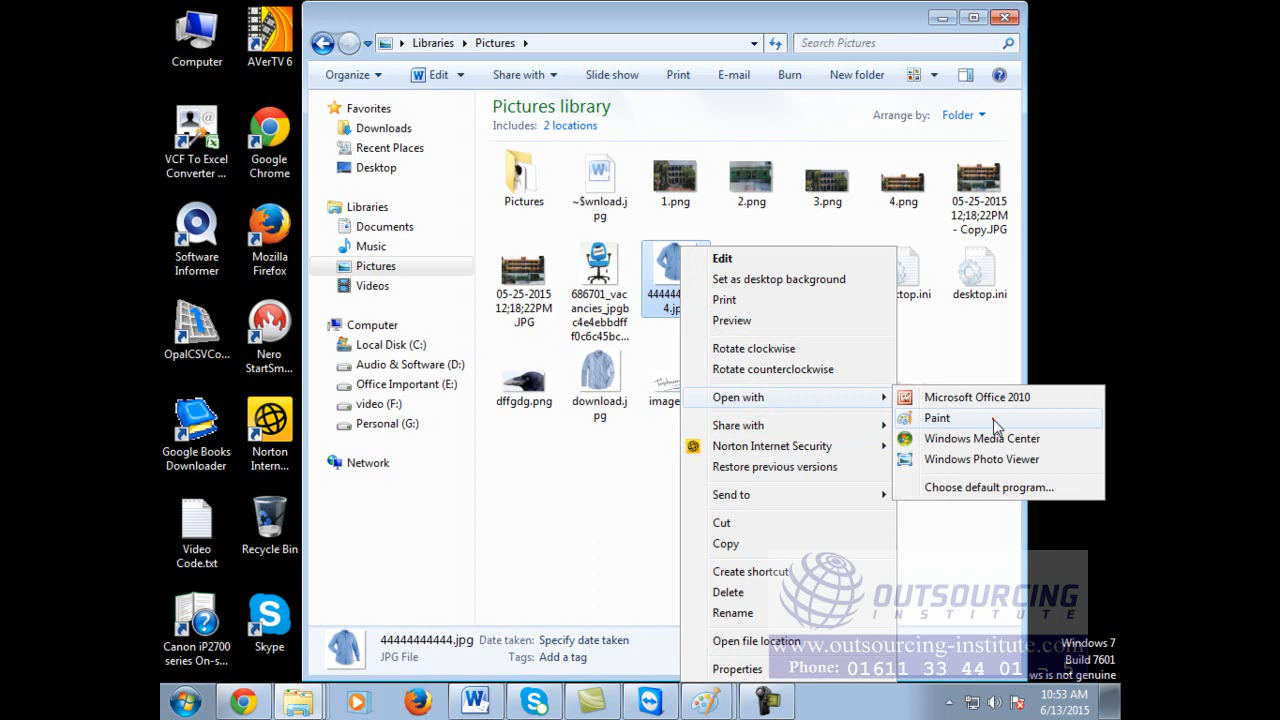 Computer
AVerTV 6
VCF To Excel
Converter ...
Google
Chrome
Software
Informer
Mozilla
Firefox
OpalCSVCo...
Nero
StartSm...
Google Books
Downloader
Norton
Intern...
Video
Code.txt
Recycle Bin
Canon iP2700
series On-s...
Skype
Libraries
Pictures
Search Pictures
Organize
Edit
Share with
Slide show
Print
E-mail
Burn
New folder
Favorites
Downloads
Recent Places
Desktop
Libraries
Documents
Music
Pictures
Videos
Computer
Local Disk (C:)
Audio & Software (D:)
Office Important (E:)
video (F:)
Personal (G:)
Network
Pictures library
Includes: 2 locations
Arrange by: Folder
Pictures
~$wnload.j
pg
1.png
2.png
3.png
4.png
05-25-2015
12;18;22PM
- Copy.JPG
05-25-2015
12;18;22PM
.JPG
686701_vac
ancies_jpgb
c4e4ebbdff
f0c6c45bc...
desktop.ini
dffgdg.png
download.j
pg
Edit
Set as desktop background
Print
Preview
Rotate clockwise
Rotate counterclockwise
Open with
Share with
Norton Internet Security
Restore previous versions
Send to
Cut
Copy
Create shortcut
Delete
Rename
Open file location
Properties
Microsoft Office 2010
Paint
Windows Media Center
Windows Photo Viewer
Choose default program...
44444444444.jpg
JPG File
Date taken: Specify date taken
Tags: Add a tag
OUTSOURCING
INSTITUTE
www.outsourcing-institute.com
Phone: 01611 33 44 01 - 5
Windows 7
Build 7601
ws is not genuine
10:53 AM
6/13/2015